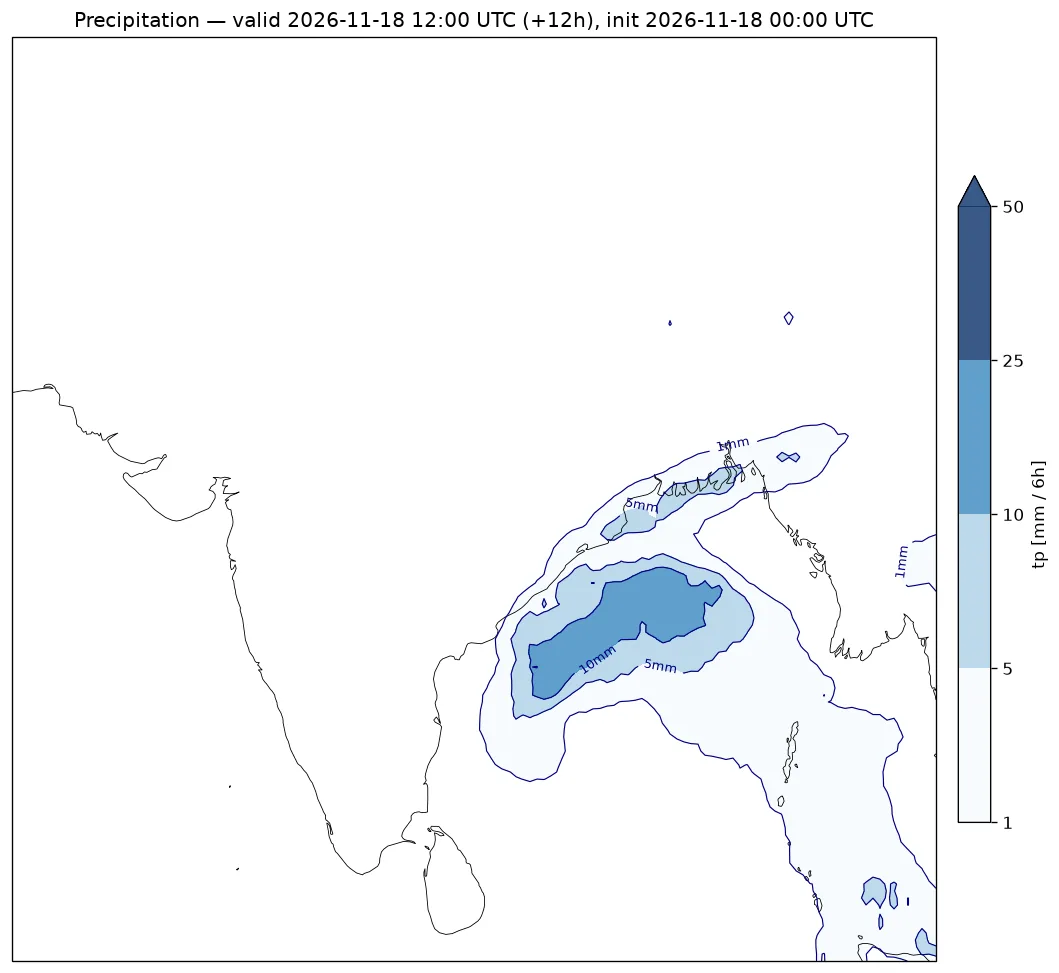 Precipitation — valid 2026-11-18 12:00 UTC (+12h), init 2026-11-18 00:00 UTC
50
25
10
5
1
tp [mm / 6h]
1mm
5mm
1mm
10mm
5mm